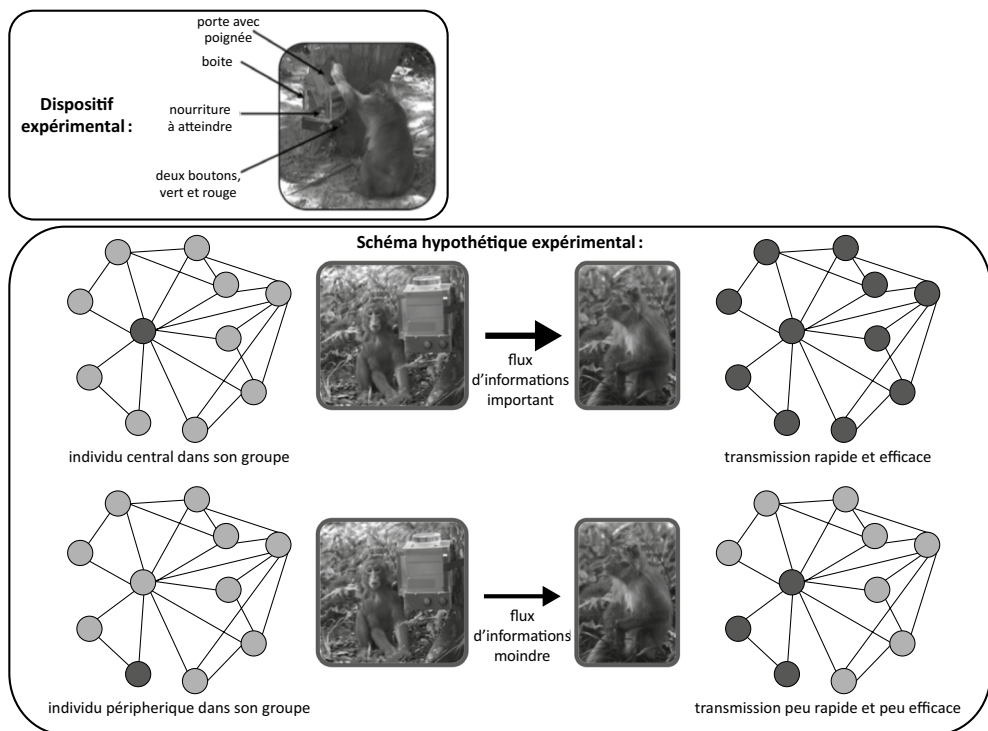 porte avec
poignée
boite
Dispositif
expérimental :
nourriture
à atteindre
deux boutons,
vert et rouge
Schéma hypothétique expérimental :
flux
d'informations
important
individu central dans son groupe
transmission rapide et efficace
flux
d'informations
moindre
individu péripherique dans son groupe
transmission peu rapide et peu efficace